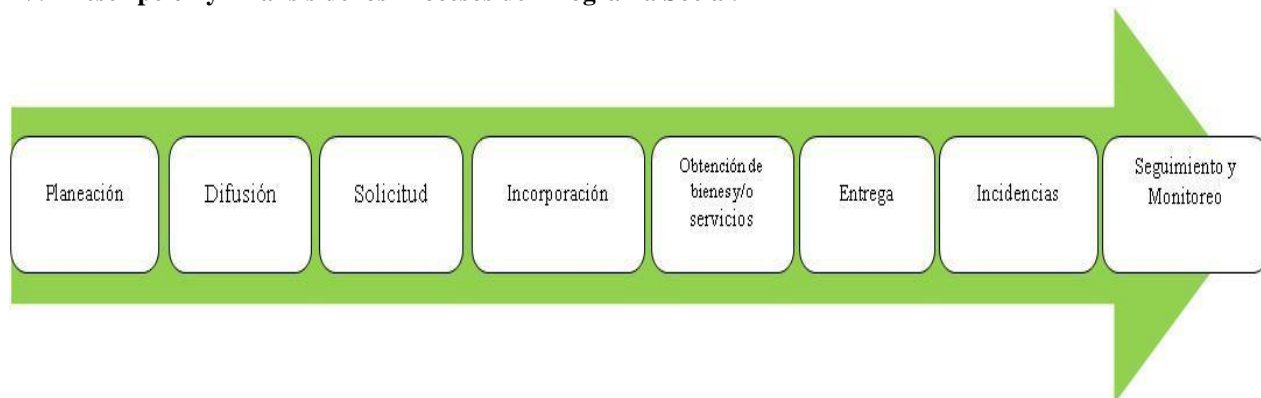 Planeación
Difusión
Solicitud
Incorporación
Obtención de
bienes y/o
servicios
Entrega
Incidencias
Seguimiento y
Monitoreo